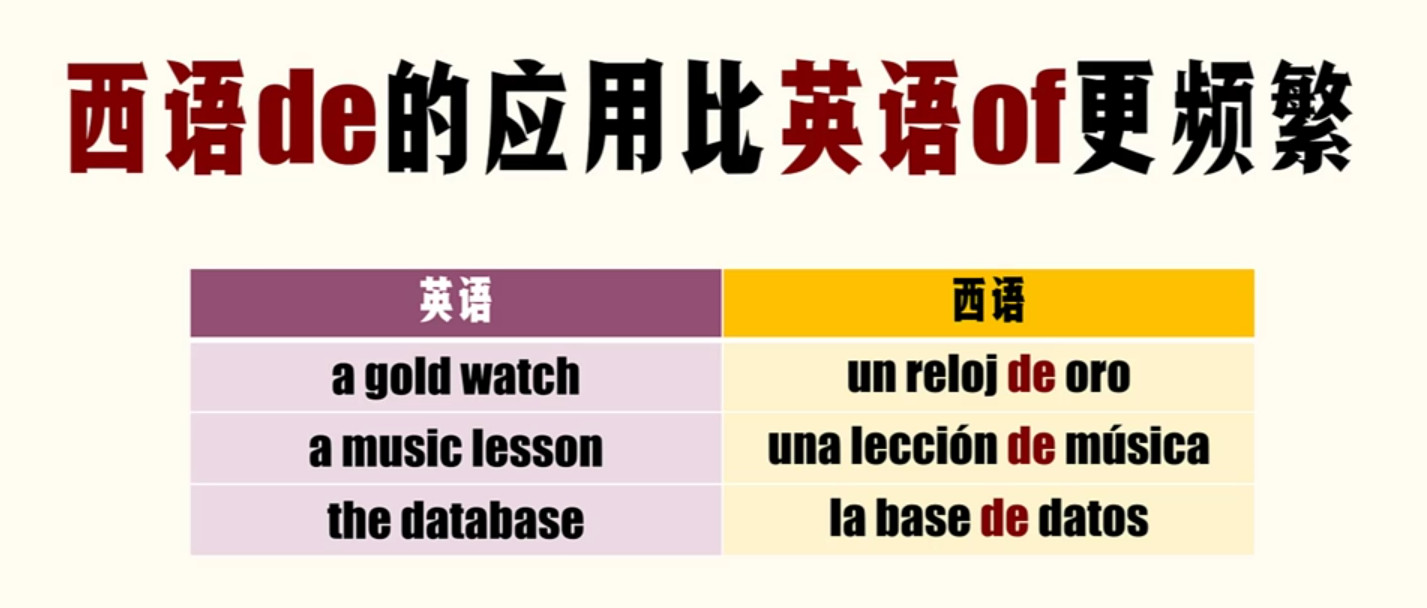 西语de的应用比英语of更频繁
英语 西语
a gold watch un reloj de oro
a music lesson una lección de música
the database la base de datos